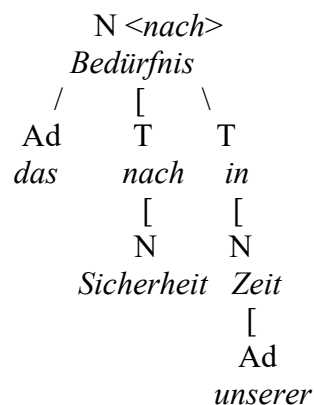 N <nach>
Bedürfnis
/ [ \
Ad T T
das nach in
[ [
N N
Sicherheit Zeit
[
Ad
unserer